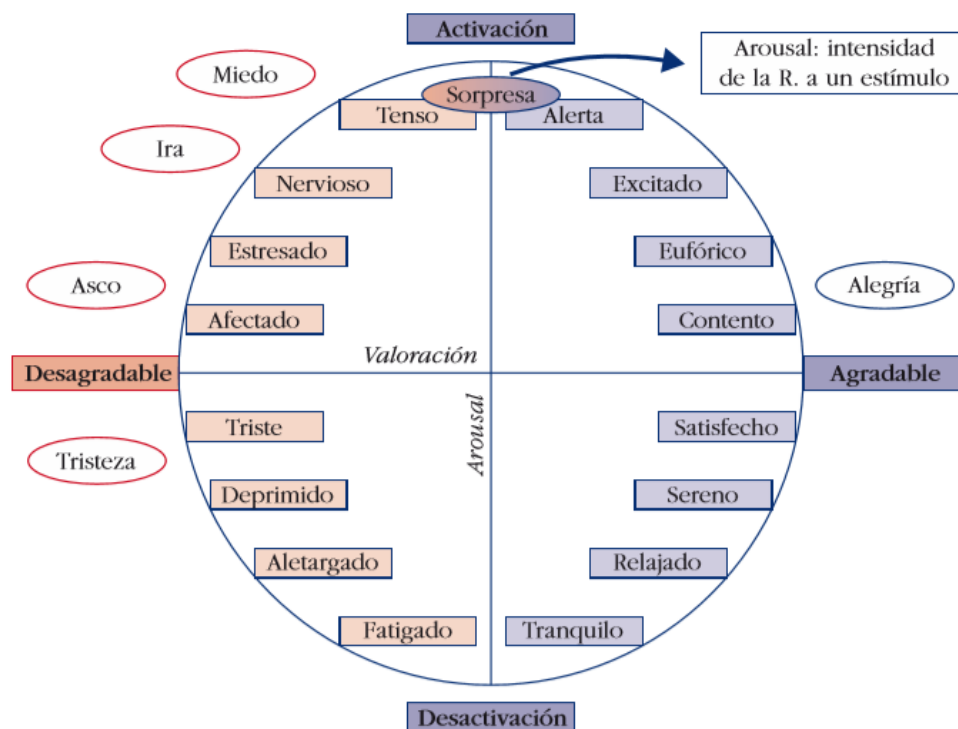 Activación
Arousal: intensidad
de la R. a un estímulo
Miedo
Sorpresa
Tenso
Alerta
Ira
Nervioso
Excitado
Estresado
Eufórico
Asco
Alegría
Afectado
Contento
Valoración
Desagradable
Agradable
Arousal
Triste
Satisfecho
Tristeza
Deprimido
Sereno
Aletargado
Relajado
Fatigado
Tranquilo
Desactivación